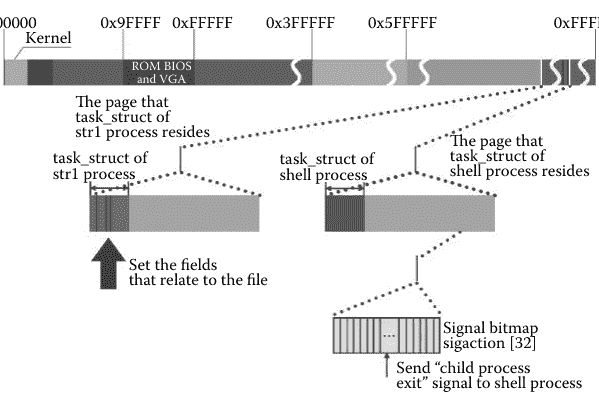 00000 0x9FFFF 0xFFFFF 0x3FFFFF 0x5FFFFF 0xFFF
Kernel
ROM BIOS
and VGA
The page that
task_struct of
str1 process resides
The page that
task_struct of
shell process resides
task_struct of
str1 process
task_struct of
shell process
Set the fields
that relate to the file
Signal bitmap
sigaction [32]
Send “child process
exit” signal to shell process